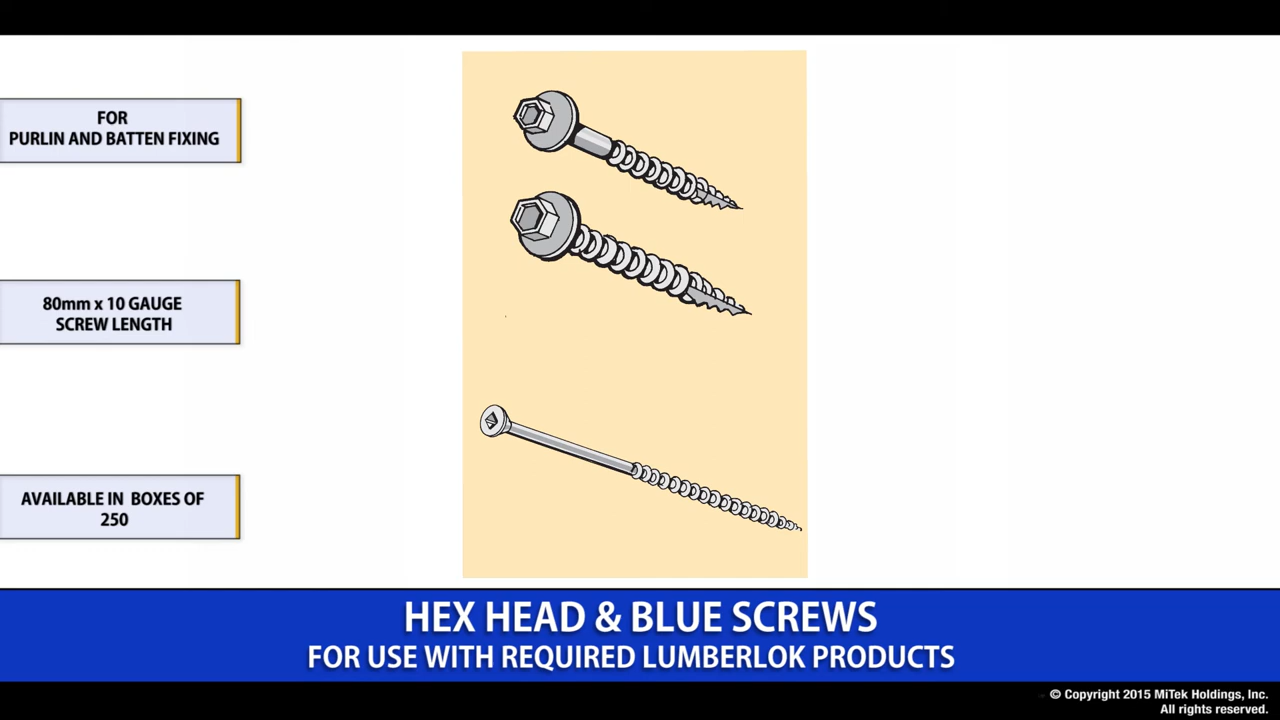 FOR
PURLIN AND BATTEN FIXING
80mm x 10 GAUGE
SCREW LENGTH
AVAILABLE IN BOXES OF
250
HEX HEAD & BLUE SCREWS
FOR USE WITH REQUIRED LUMBERLOK PRODUCTS
© Copyright 2015 MiTek Holdings, Inc.
All rights reserved.